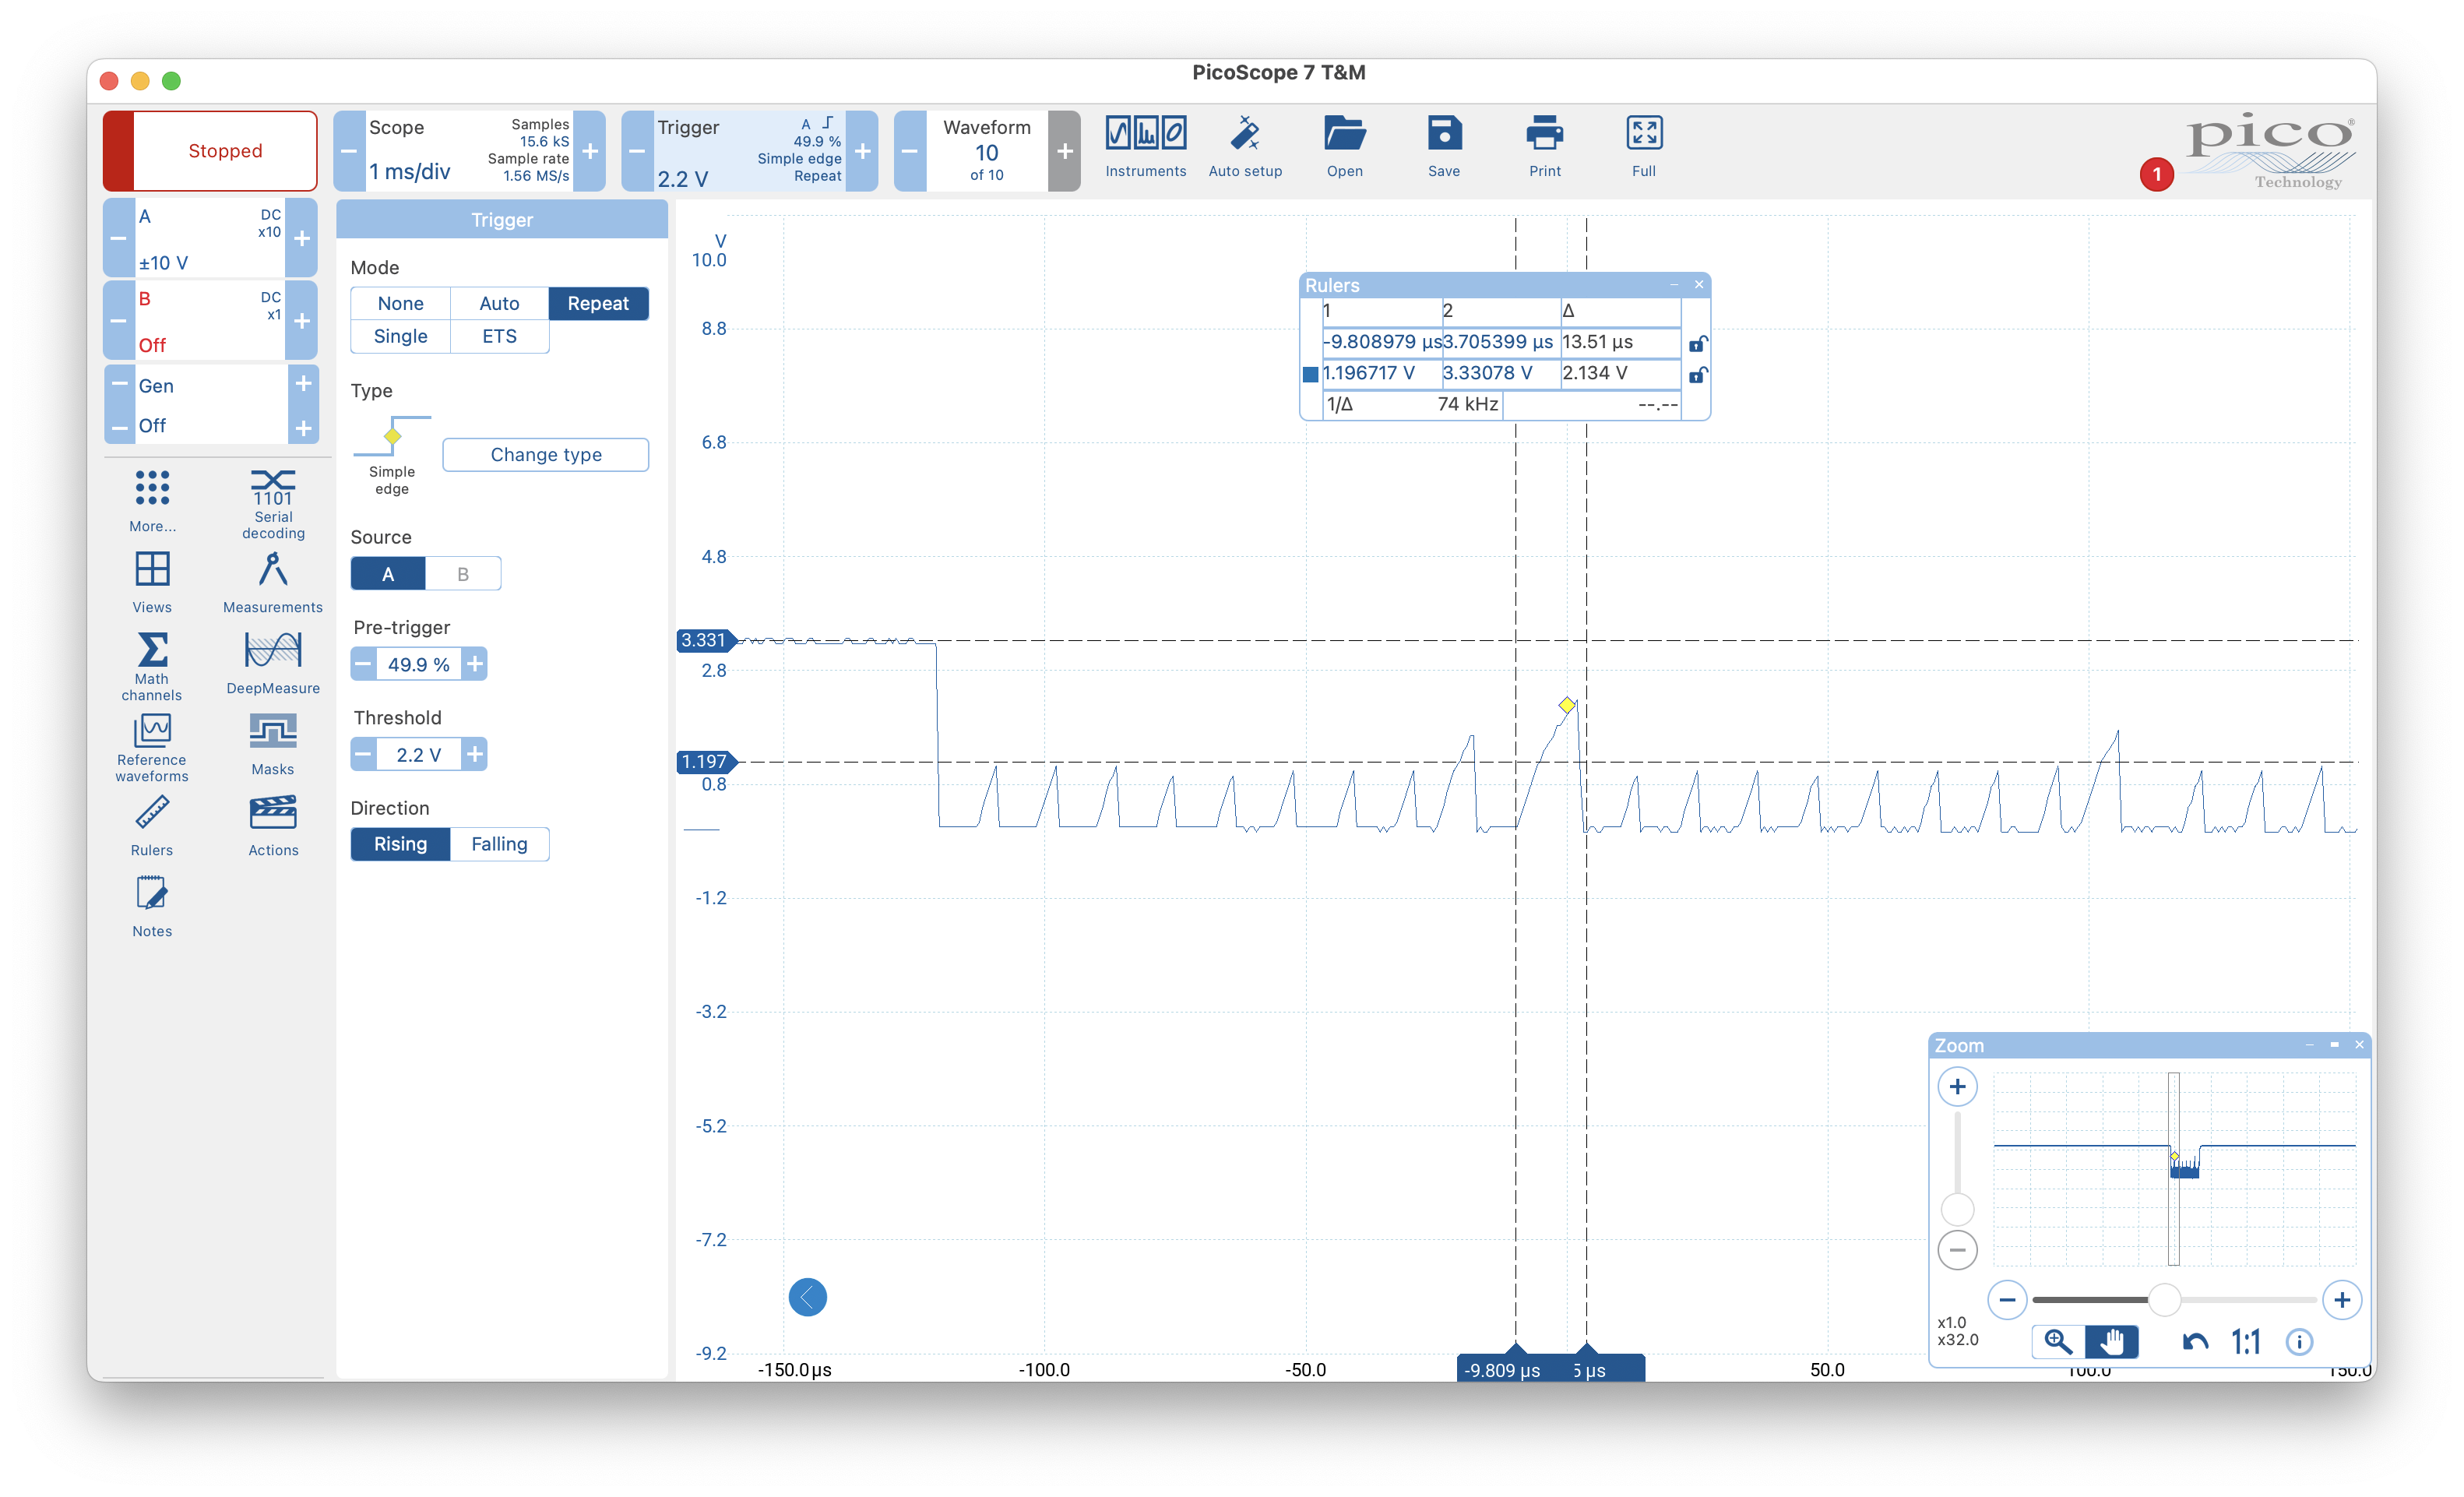 PicoScope 7 T&M
Stopped
Scope
1 ms/div
Samples
15.6 kS
Sample rate
1.56 MS/s
Trigger
2.2 V
A
49.9 %
Simple edge
Repeat
Waveform
10
of 10
Instruments
Auto setup
Open
Save
Print
Full
1
pico®
Technology
A
DC
x10
±10 V
B
DC
x1
Off
Gen
Off
More...
1101
Serial
decoding
Views
Measurements
Math
channels
DeepMeasure
Reference
waveforms
Masks
Rulers
Actions
Notes
Trigger
Mode
None
Auto
Repeat
Single
ETS
Type
Simple
edge
Change type
Source
A
B
Pre-trigger
49.9 %
Threshold
2.2 V
Direction
Rising
Falling
V
10.0
8.8
6.8
4.8
3.331
2.8
1.197
0.8
-1.2
-3.2
-5.2
-7.2
-9.2
Rulers
1 2 Δ
-9.808979 µs 3.705399 µs 13.51 µs
1.196717 V 3.33078 V 2.134 V
1/Δ 74 kHz --.--
Zoom
x1.0
x32.0
1:1
-150.0 µs
-100.0
-50.0
-9.809 µs
5 µs
50.0
100.0
150.0